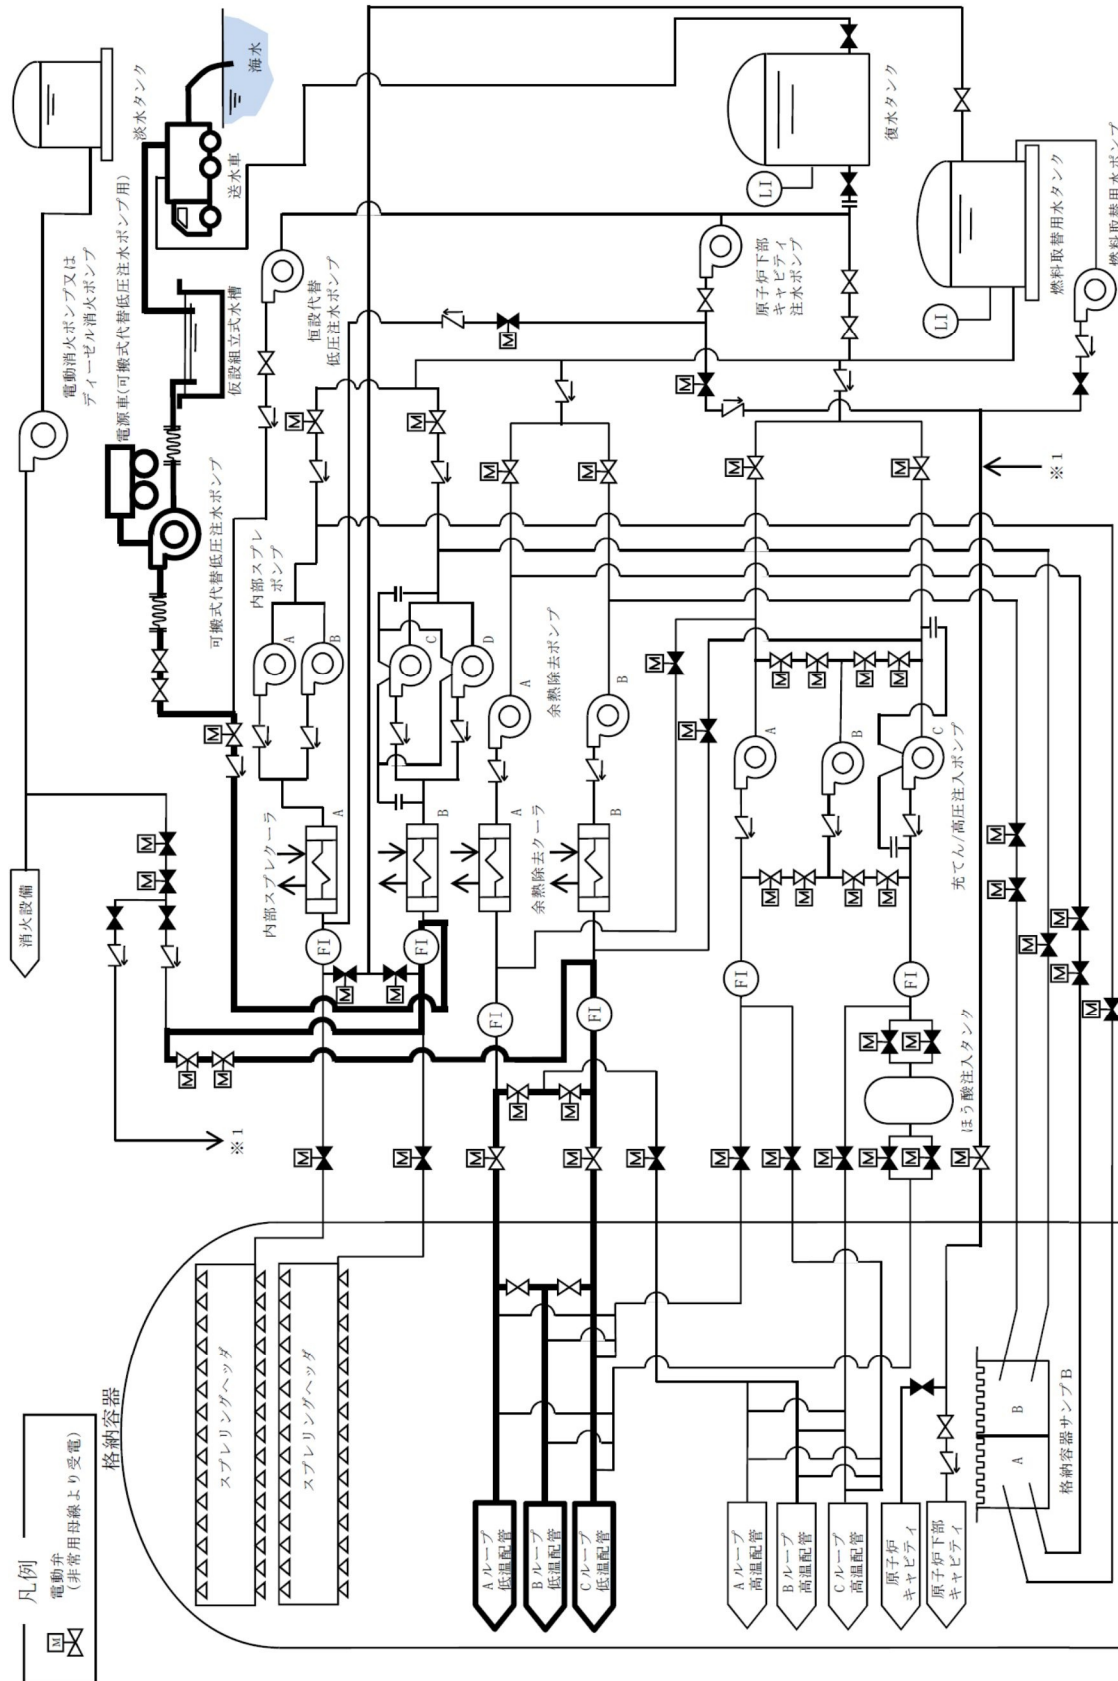 凡例
M
電動弁
(非常用母線より受電)
格納容器
スプレリングヘッダ
スプレリングヘッダ
Aループ
低温配管
Bループ
低温配管
Cループ
低温配管
Aループ
高温配管
Bループ
高温配管
Cループ
高温配管
原子炉
キャビティ
原子炉下部
キャビティ
A
B
格納容器サンプB
※1
消火設備
電動消火ポンプ又は
ディーゼル消火ポンプ
淡水タンク
電源車(可搬式代替低圧注水ポンプ用)
可搬式代替低圧注水ポンプ
仮設組立式水槽
送水車
海水
恒設代替
低圧注水ポンプ
内部スプレ
ポンプ
A
B
C
D
内部スプレクーラ
A
B
FI
FI
余熱除去ポンプ
A
B
余熱除去クーラ
A
B
FI
FI
原子炉下部
キャビティ
注水ポンプ
復水タンク
LI
燃料取替用水タンク
LI
燃料取替用水ポンプ
※1
充てん/高圧注入ポンプ
A
B
C
FI
FI
ほう酸注入タンク